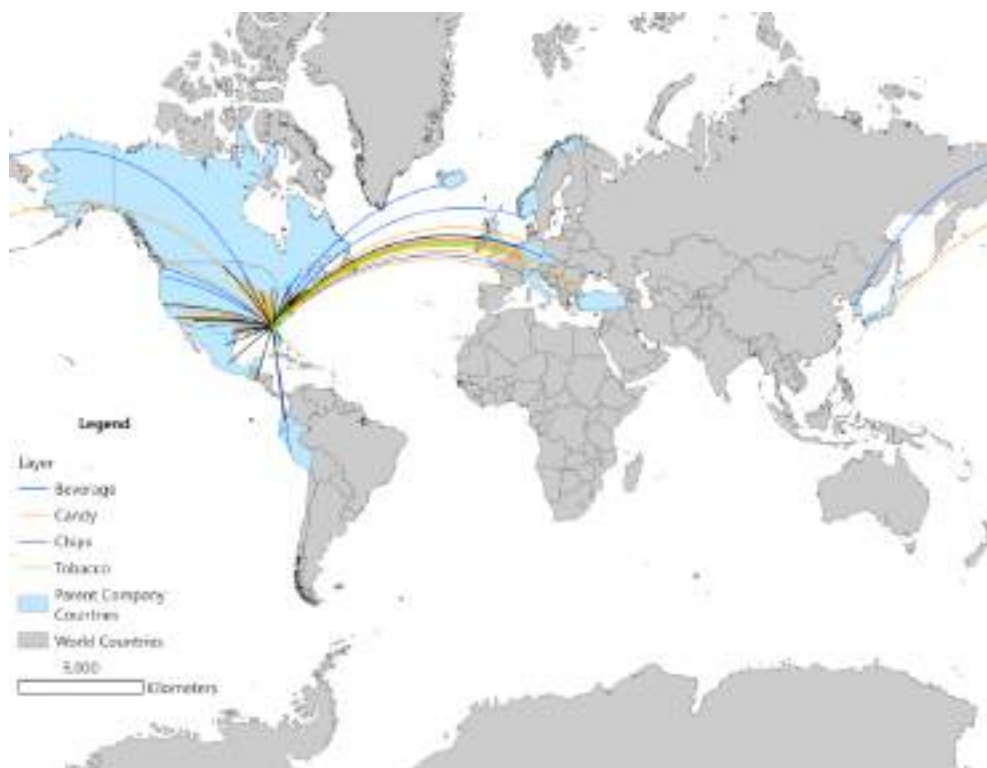 Legend
Layer
Beverage
Candy
Chips
Tobacco
Parent Company
Countries
World Countries
5,000
Kilometers